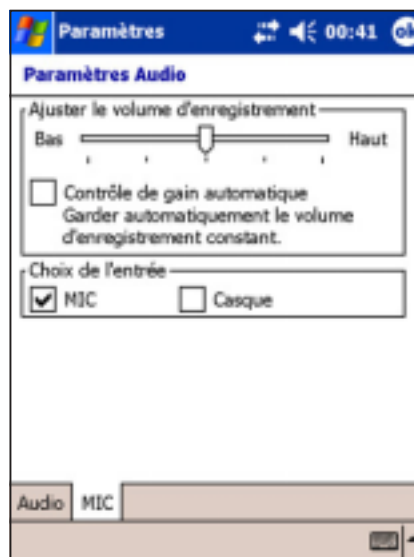 Paramètres 00:41 ok
Paramètres Audio
Ajuster le volume d'enregistrement
Bas Haut
Contrôle de gain automatique
Garder automatiquement le volume
d'enregistrement constant.
Choix de l'entrée
MIC Casque
Audio MIC